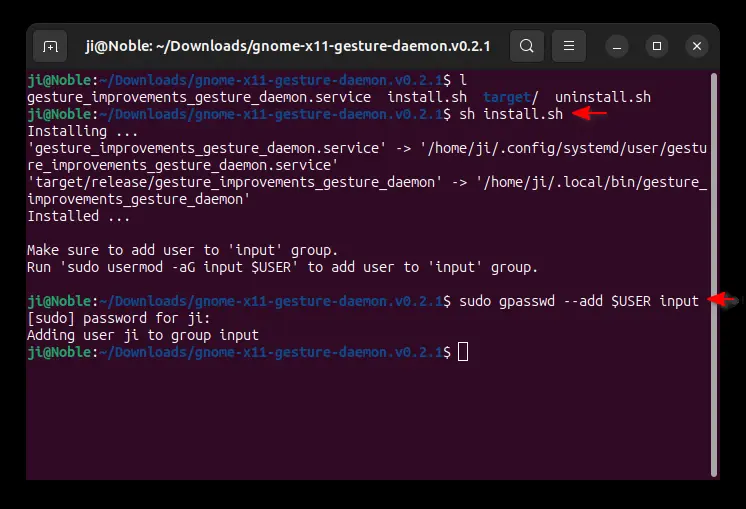 ji@Noble: ~/Downloads/gnome-x11-gesture-daemon.v0.2.1
ji@Noble:~/Downloads/gnome-x11-gesture-daemon.v0.2.1$ l
gesture_improvements_gesture_daemon.service  install.sh  target/  uninstall.sh
ji@Noble:~/Downloads/gnome-x11-gesture-daemon.v0.2.1$ sh install.sh
Installing ...
'gesture_improvements_gesture_daemon.service' -> '/home/ji/.config/systemd/user/gestu
re_improvements_gesture_daemon.service'
'target/release/gesture_improvements_gesture_daemon' -> '/home/ji/.local/bin/gesture_
improvements_gesture_daemon'
Installed ...
Make sure to add user to 'input' group.
Run 'sudo usermod -aG input $USER' to add user to 'input' group.
ji@Noble:~/Downloads/gnome-x11-gesture-daemon.v0.2.1$ sudo gpasswd --add $USER input
[sudo] password for ji:
Adding user ji to group input
ji@Noble:~/Downloads/gnome-x11-gesture-daemon.v0.2.1$